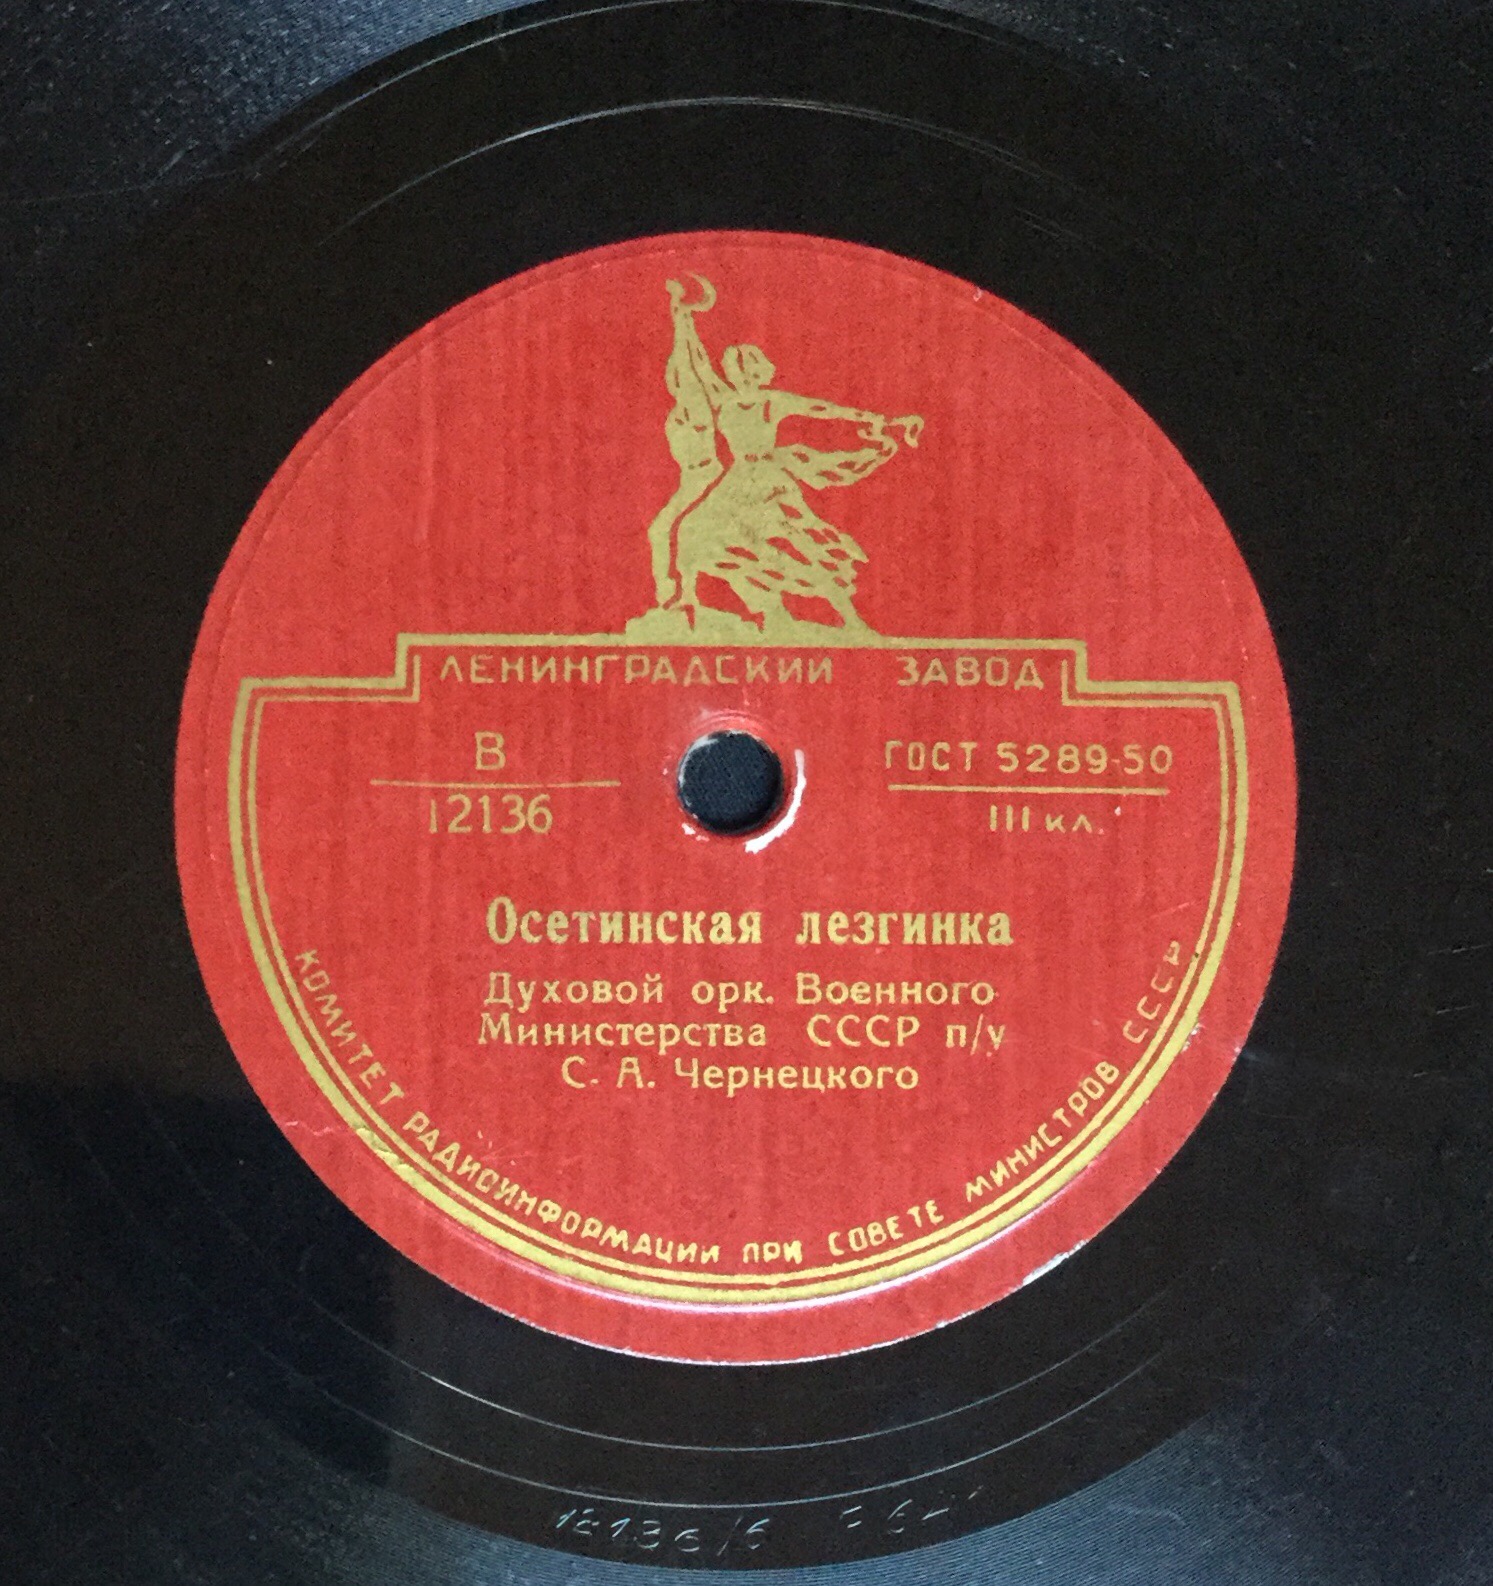 ЛЕНИНГРАДСКИЙ ЗАВОД
В
12136
ГОСТ 5289-50
III кл.
Осетинская лезгинка
Духовой орк. Военного
Министерства СССР п/у
С. А. Чернецкого
КОМИТЕТ РАДИОИНФОРМАЦИИ ПРИ СОВЕТЕ МИНИСТРОВ СССР